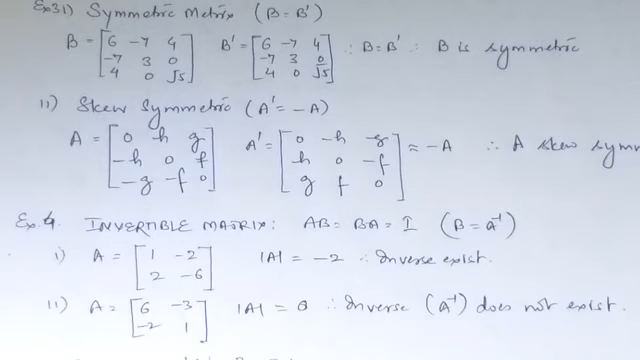 Ex 3 i) Symmetric Matrix (B = B')
B = [6 -7 4 B' = [6 -7 4 ∴ B = B' ∴ B is symmetric
-7 3 0 -7 3 0
4 0 √5] 4 0 √5]
ii) Skew Symmetric (A' = -A)
A = [0 h g A' = [0 -h -g ≈ -A ∴ A skew symm
-h 0 f h 0 -f
-g -f 0] g f 0]
Ex. 4 INVERTIBLE MATRIX: AB = BA = I (B = a⁻¹)
i) A = [1 -2 |A| = -2 ∴ Inverse exist.
2 -6]
ii) A = [6 -3 |A| = 0 ∴ Inverse (a⁻¹) does not exist.
-2 1]